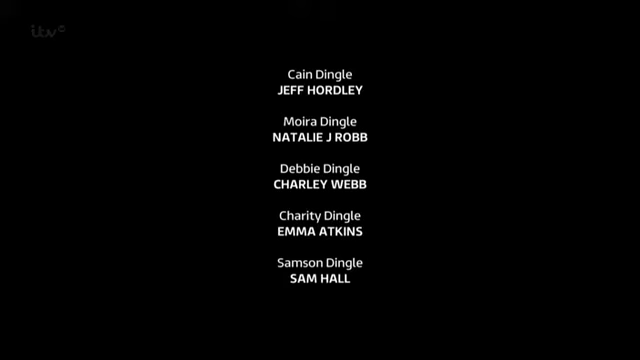 itv
Cain Dingle
JEFF HORDLEY
Moira Dingle
NATALIE J ROBB
Debbie Dingle
CHARLEY WEBB
Charity Dingle
EMMA ATKINS
Samson Dingle
SAM HALL